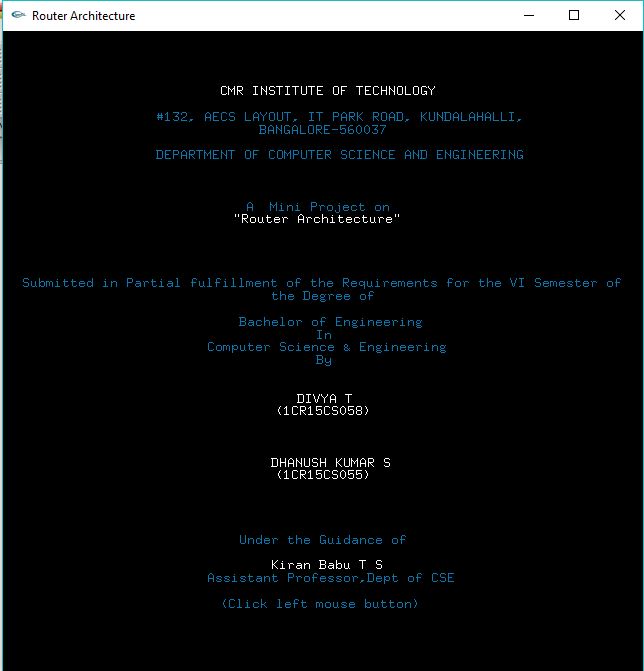 Router Architecture
CMR INSTITUTE OF TECHNOLOGY
#132, AECS LAYOUT, IT PARK ROAD, KUNDALAHALLI,
BANGALORE-560037
DEPARTMENT OF COMPUTER SCIENCE AND ENGINEERING
A  Mini Project on
"Router Architecture"
Submitted in Partial fulfillment of the Requirements for the VI Semester of
the Degree of
Bachelor of Engineering
In
Computer Science & Engineering
By
DIVYA T
(1CR15CS058)
DHANUSH KUMAR S
(1CR15CS055)
Under the Guidance of
Kiran Babu T S
Assistant Professor,Dept of CSE
(Click left mouse button)